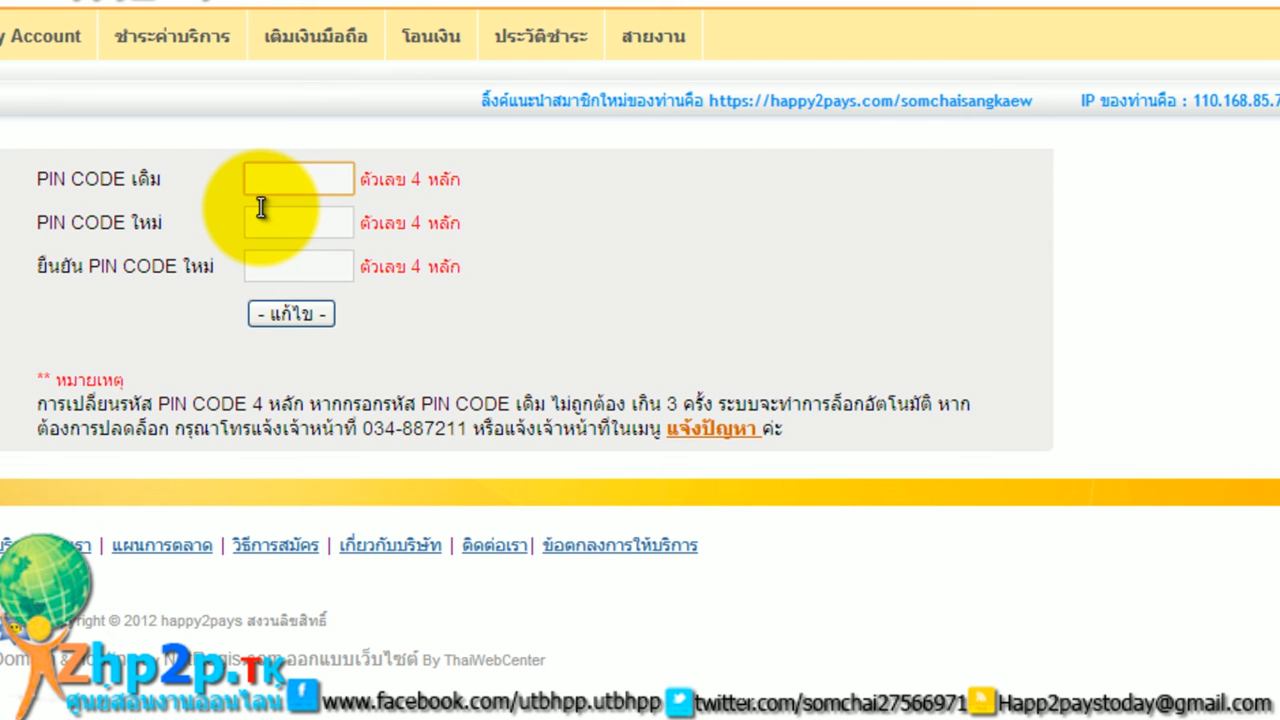 y Account ชำระค่าบริการ เติมเงินมือถือ โอนเงิน ประวัติชำระ สายงาน
ลิ้งค์แนะนำสมาชิกใหม่ของท่านคือ https://happy2pays.com/somchaisangkaew IP ของท่านคือ : 110.168.85.7
PIN CODE เดิม ตัวเลข 4 หลัก
PIN CODE ใหม่ ตัวเลข 4 หลัก
ยืนยัน PIN CODE ใหม่ ตัวเลข 4 หลัก
- แก้ไข -
** หมายเหตุ
การเปลี่ยนรหัส PIN CODE 4 หลัก หากกรอกรหัส PIN CODE เดิม ไม่ถูกต้อง เกิน 3 ครั้ง ระบบจะทำการล็อกอัตโนมัติ หาก
ต้องการปลดล็อก กรุณาโทรแจ้งเจ้าหน้าที่ 034-887211 หรือแจ้งเจ้าหน้าที่ในเมนู แจ้งปัญหา ค่ะ
แผนการตลาด | วิธีการสมัคร | เกี่ยวกับบริษัท | ติดต่อเรา | ข้อตกลงการให้บริการ
right © 2012 happy2pays สงวนลิขสิทธิ์
ออกแบบเว็บไซต์ By ThaiWebCenter
Zhp2p.TK
ศูนย์สอนงานออนไลน์ www.facebook.com/utbhpp.utbhpp twitter.com/somchai27566971 Happ2paystoday@gmail.com